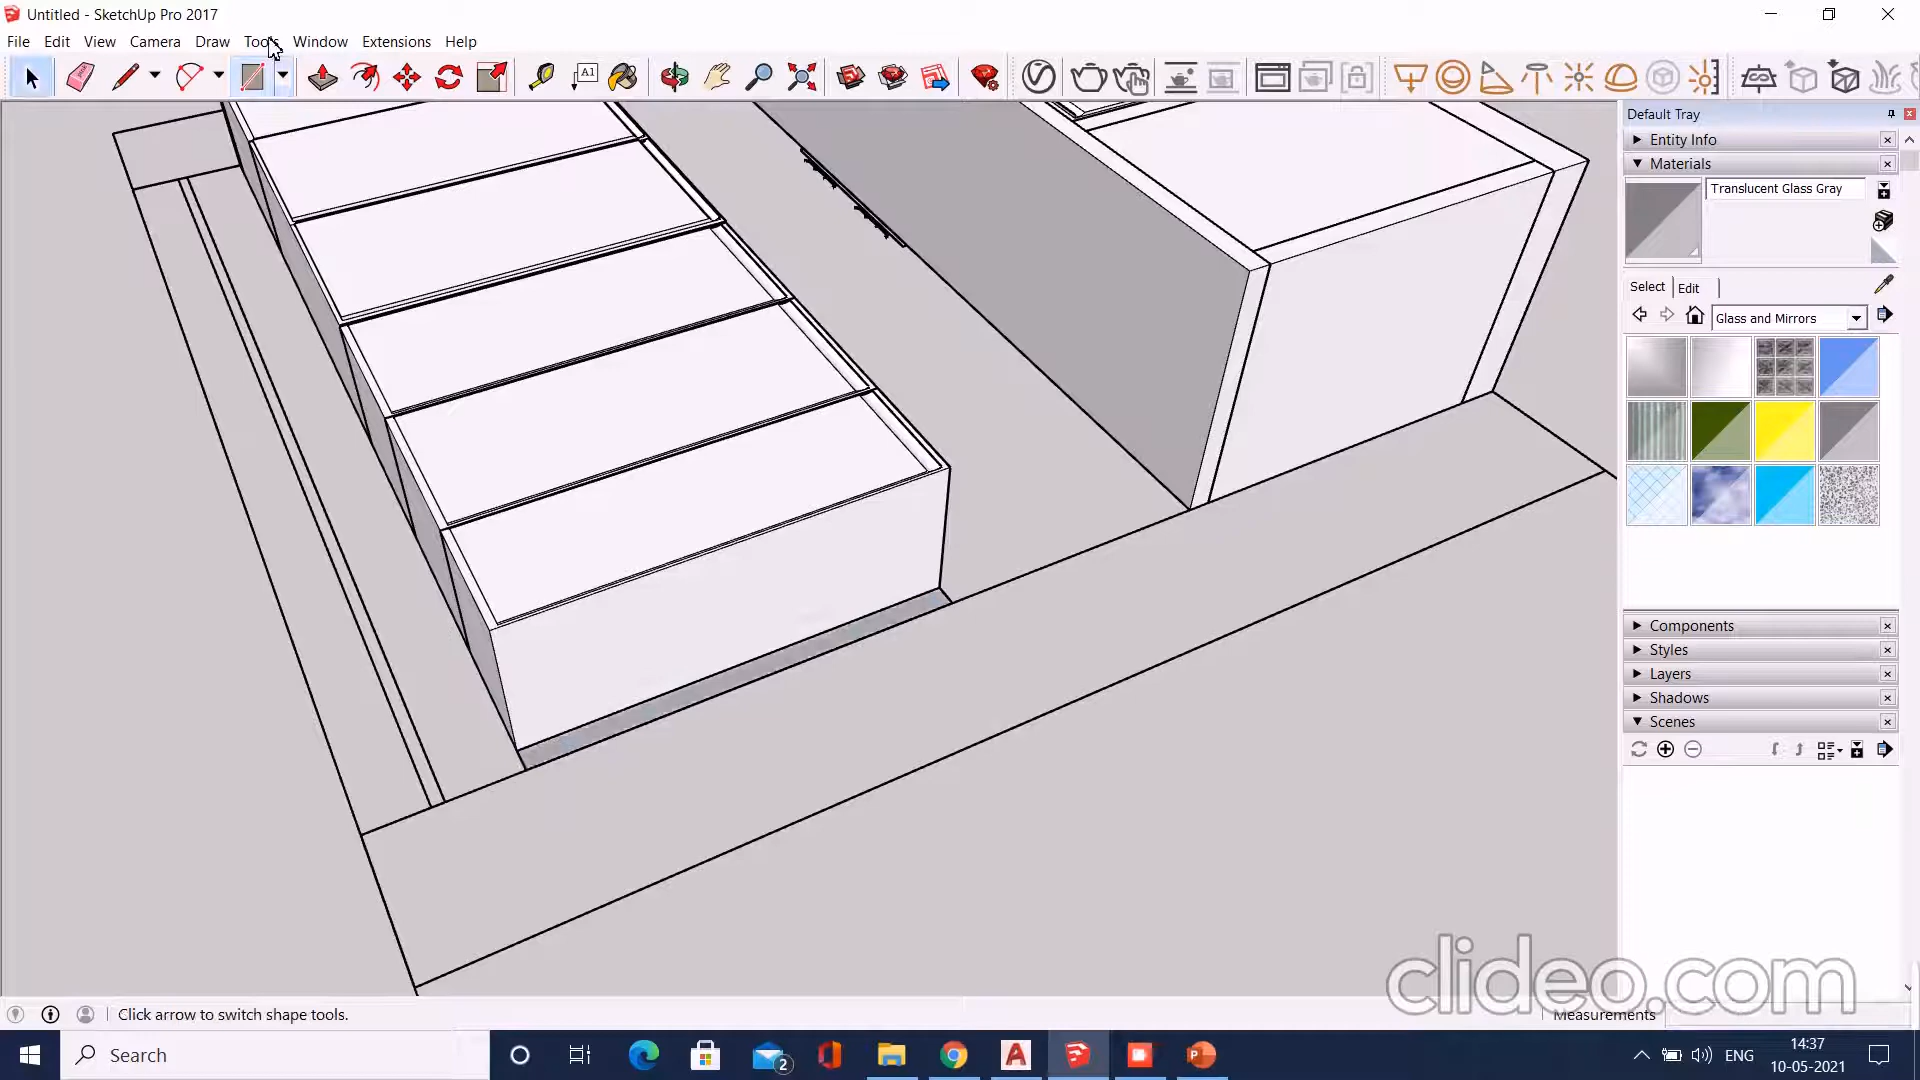 Untitled - SketchUp Pro 2017
File Edit View Camera Draw Tools Window Extensions Help
A1
Default Tray
Entity Info
Materials
Translucent Glass Gray
Select Edit
Glass and Mirrors
Components
Styles
Layers
Shadows
Scenes
clideo.com
Click arrow to switch shape tools.
Measurements
Search
2
A
ENG
14:37
10-05-2021